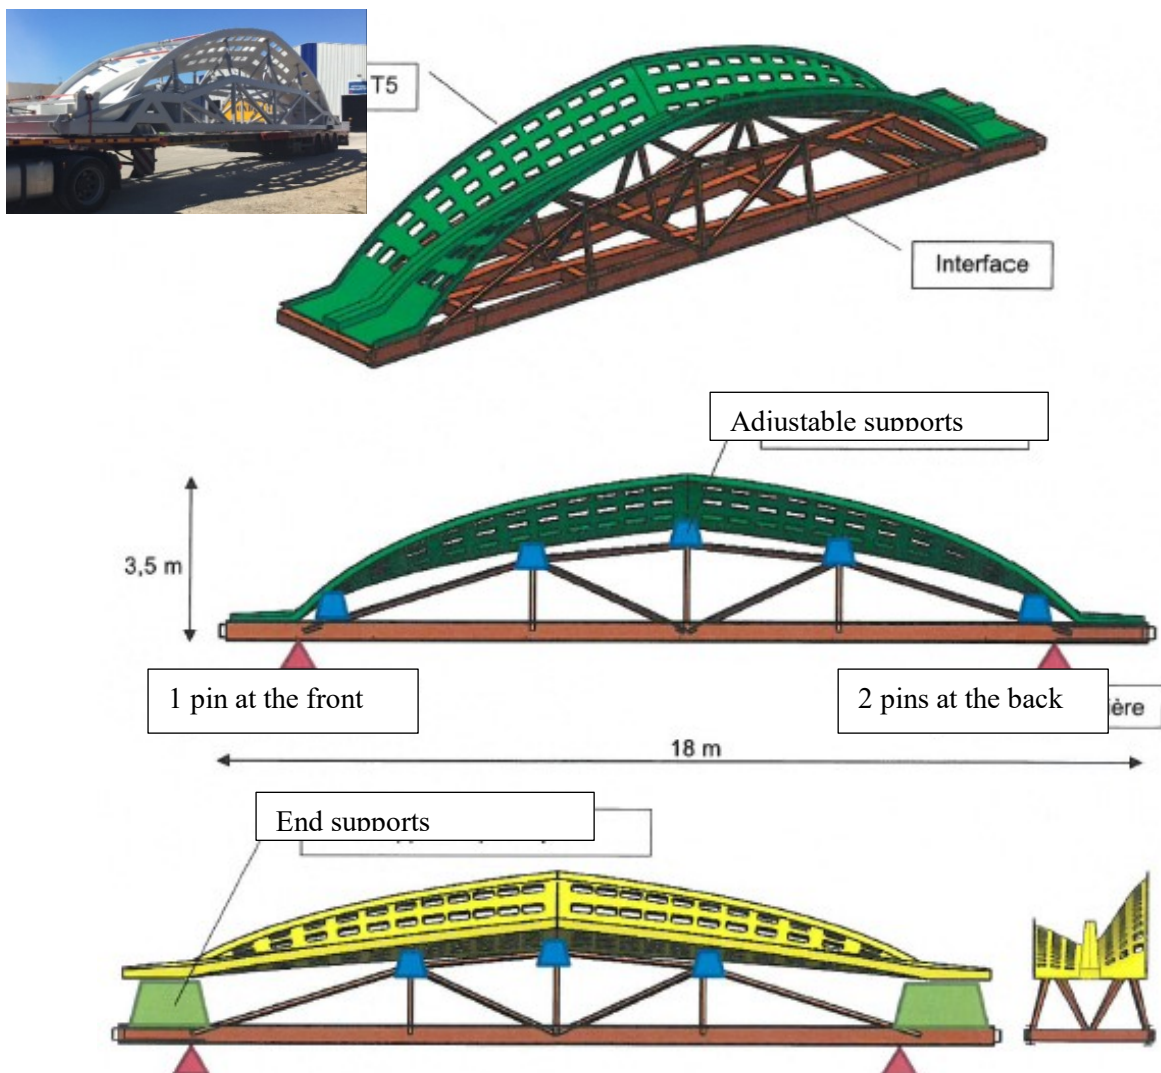 T5
Interface
Adjustable supports
3,5 m
1 pin at the front
2 pins at the back
ière
18 m
End supports